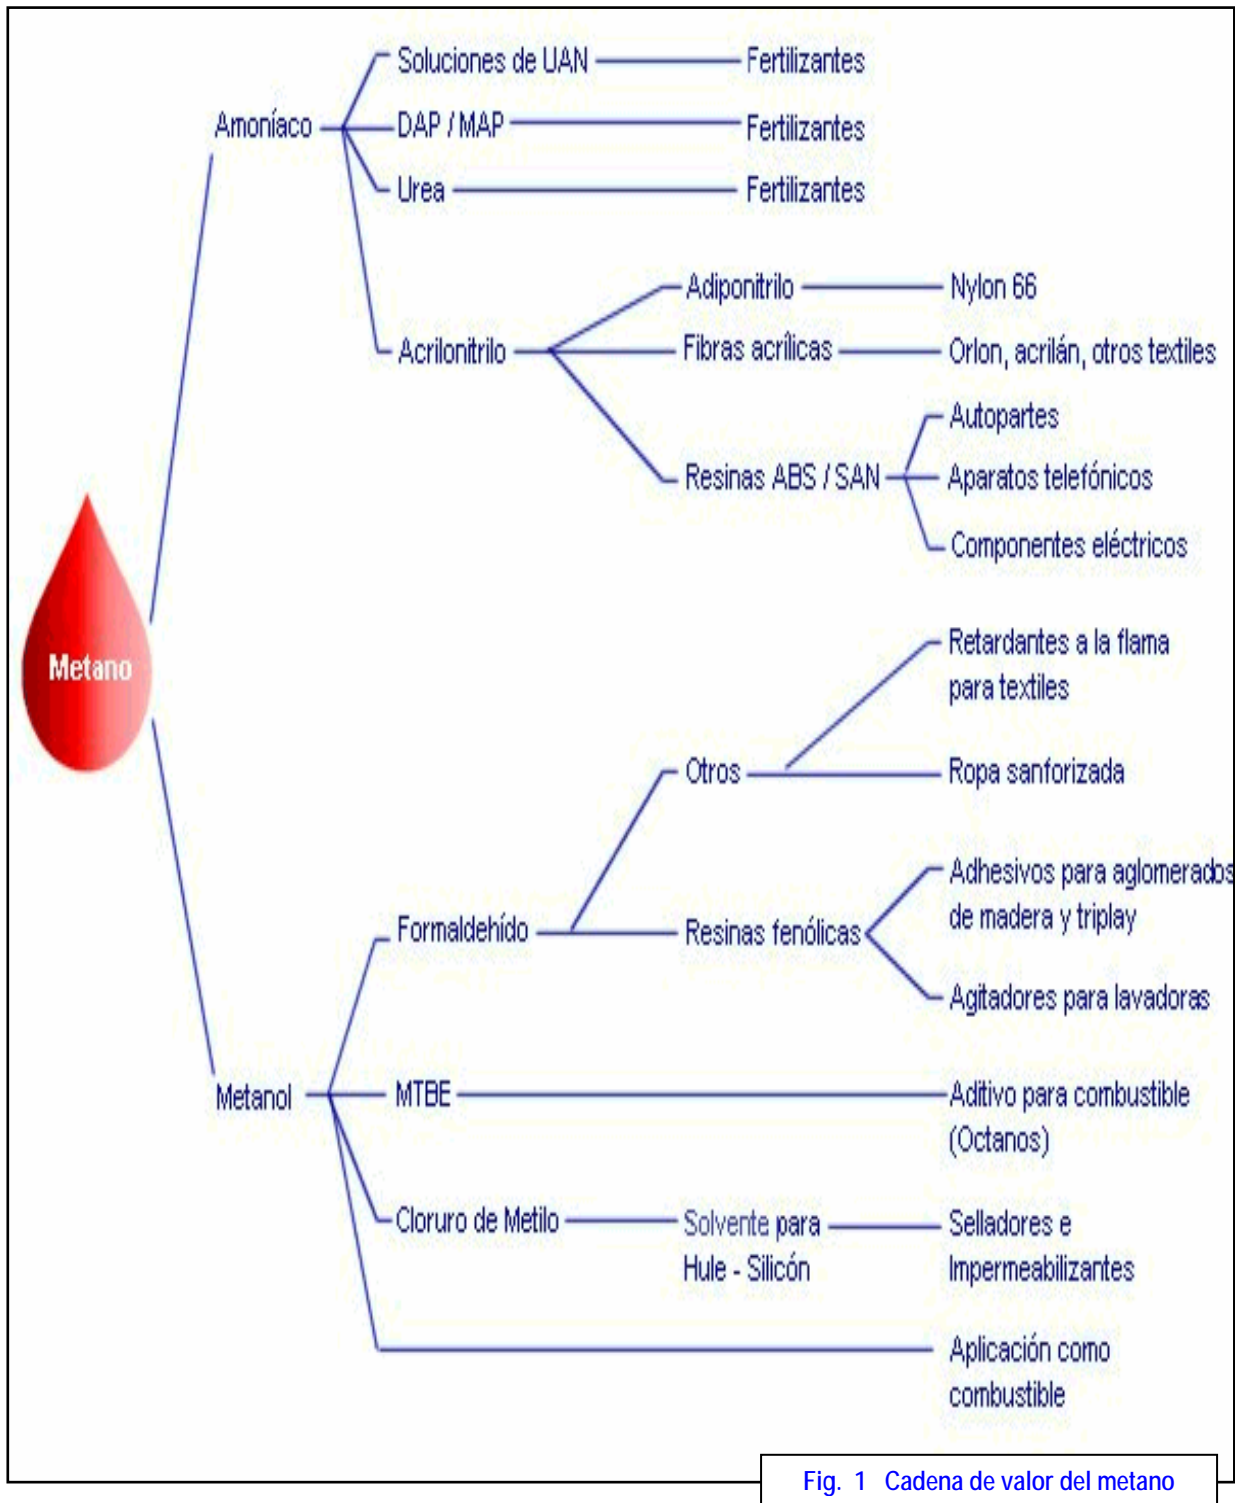 Soluciones de UAN
Fertilizantes
Amoníaco
DAP / MAP
Fertilizantes
Urea
Fertilizantes
Adiponitrilo
Nylon 66
Acrilonitrilo
Fibras acrílicas
Orlon, acrilán, otros textiles
Autopartes
Resinas ABS / SAN
Aparatos telefónicos
Componentes eléctricos
Metano
Retardantes a la flama
para textiles
Otros
Ropa sanforizada
Formaldehído
Resinas fenólicas
Adhesivos para aglomerados
de madera y triplay
Agitadores para lavadoras
Metanol
MTBE
Aditivo para combustible
(Octanos)
Cloruro de Metilo
Solvente para
Hule - Silicón
Selladores e
Impermeabilizantes
Aplicación como
combustible
Fig. 1 Cadena de valor del metano